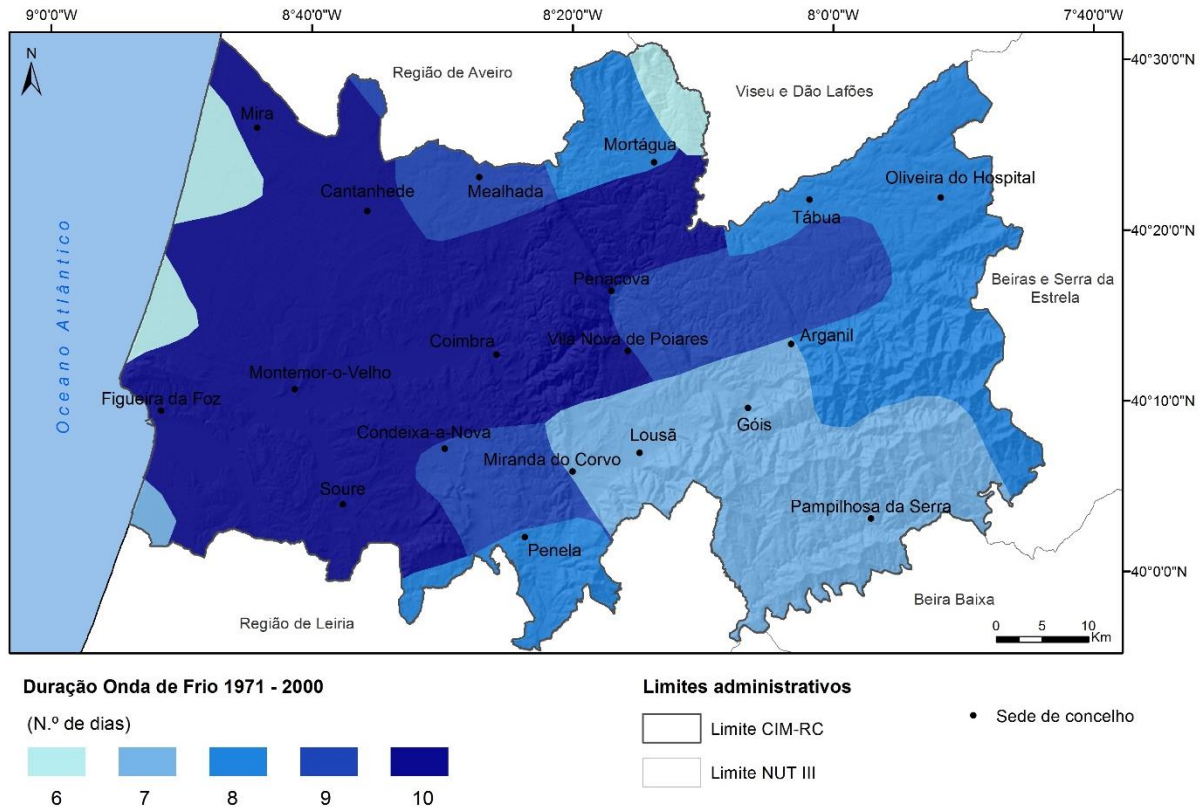 9°0'0"W
8°40'0"W
8°20'0"W
8°0'0"W
7°40'0"W
N
40°30'0"N
Região de Aveiro
Viseu e Dão Lafões
Mira
Mortágua
Cantanhede
Mealhada
Oliveira do Hospital
Tábua
40°20'0"N
Oceano Atlântico
Penacova
Beiras e Serra da
Estrela
Coimbra
Vila Nova de Poiares
Arganil
Montemor-o-Velho
Figueira da Foz
40°10'0"N
Góis
Condeixa-a-Nova
Lousã
Miranda do Corvo
Soure
Pampilhosa da Serra
Penela
40°0'0"N
Região de Leiria
Beira Baixa
0 5 10
Km
Duração Onda de Frio 1971 - 2000
(N.º de dias)
6 7 8 9 10
Limites administrativos
Limite CIM-RC
Limite NUT III
Sede de concelho